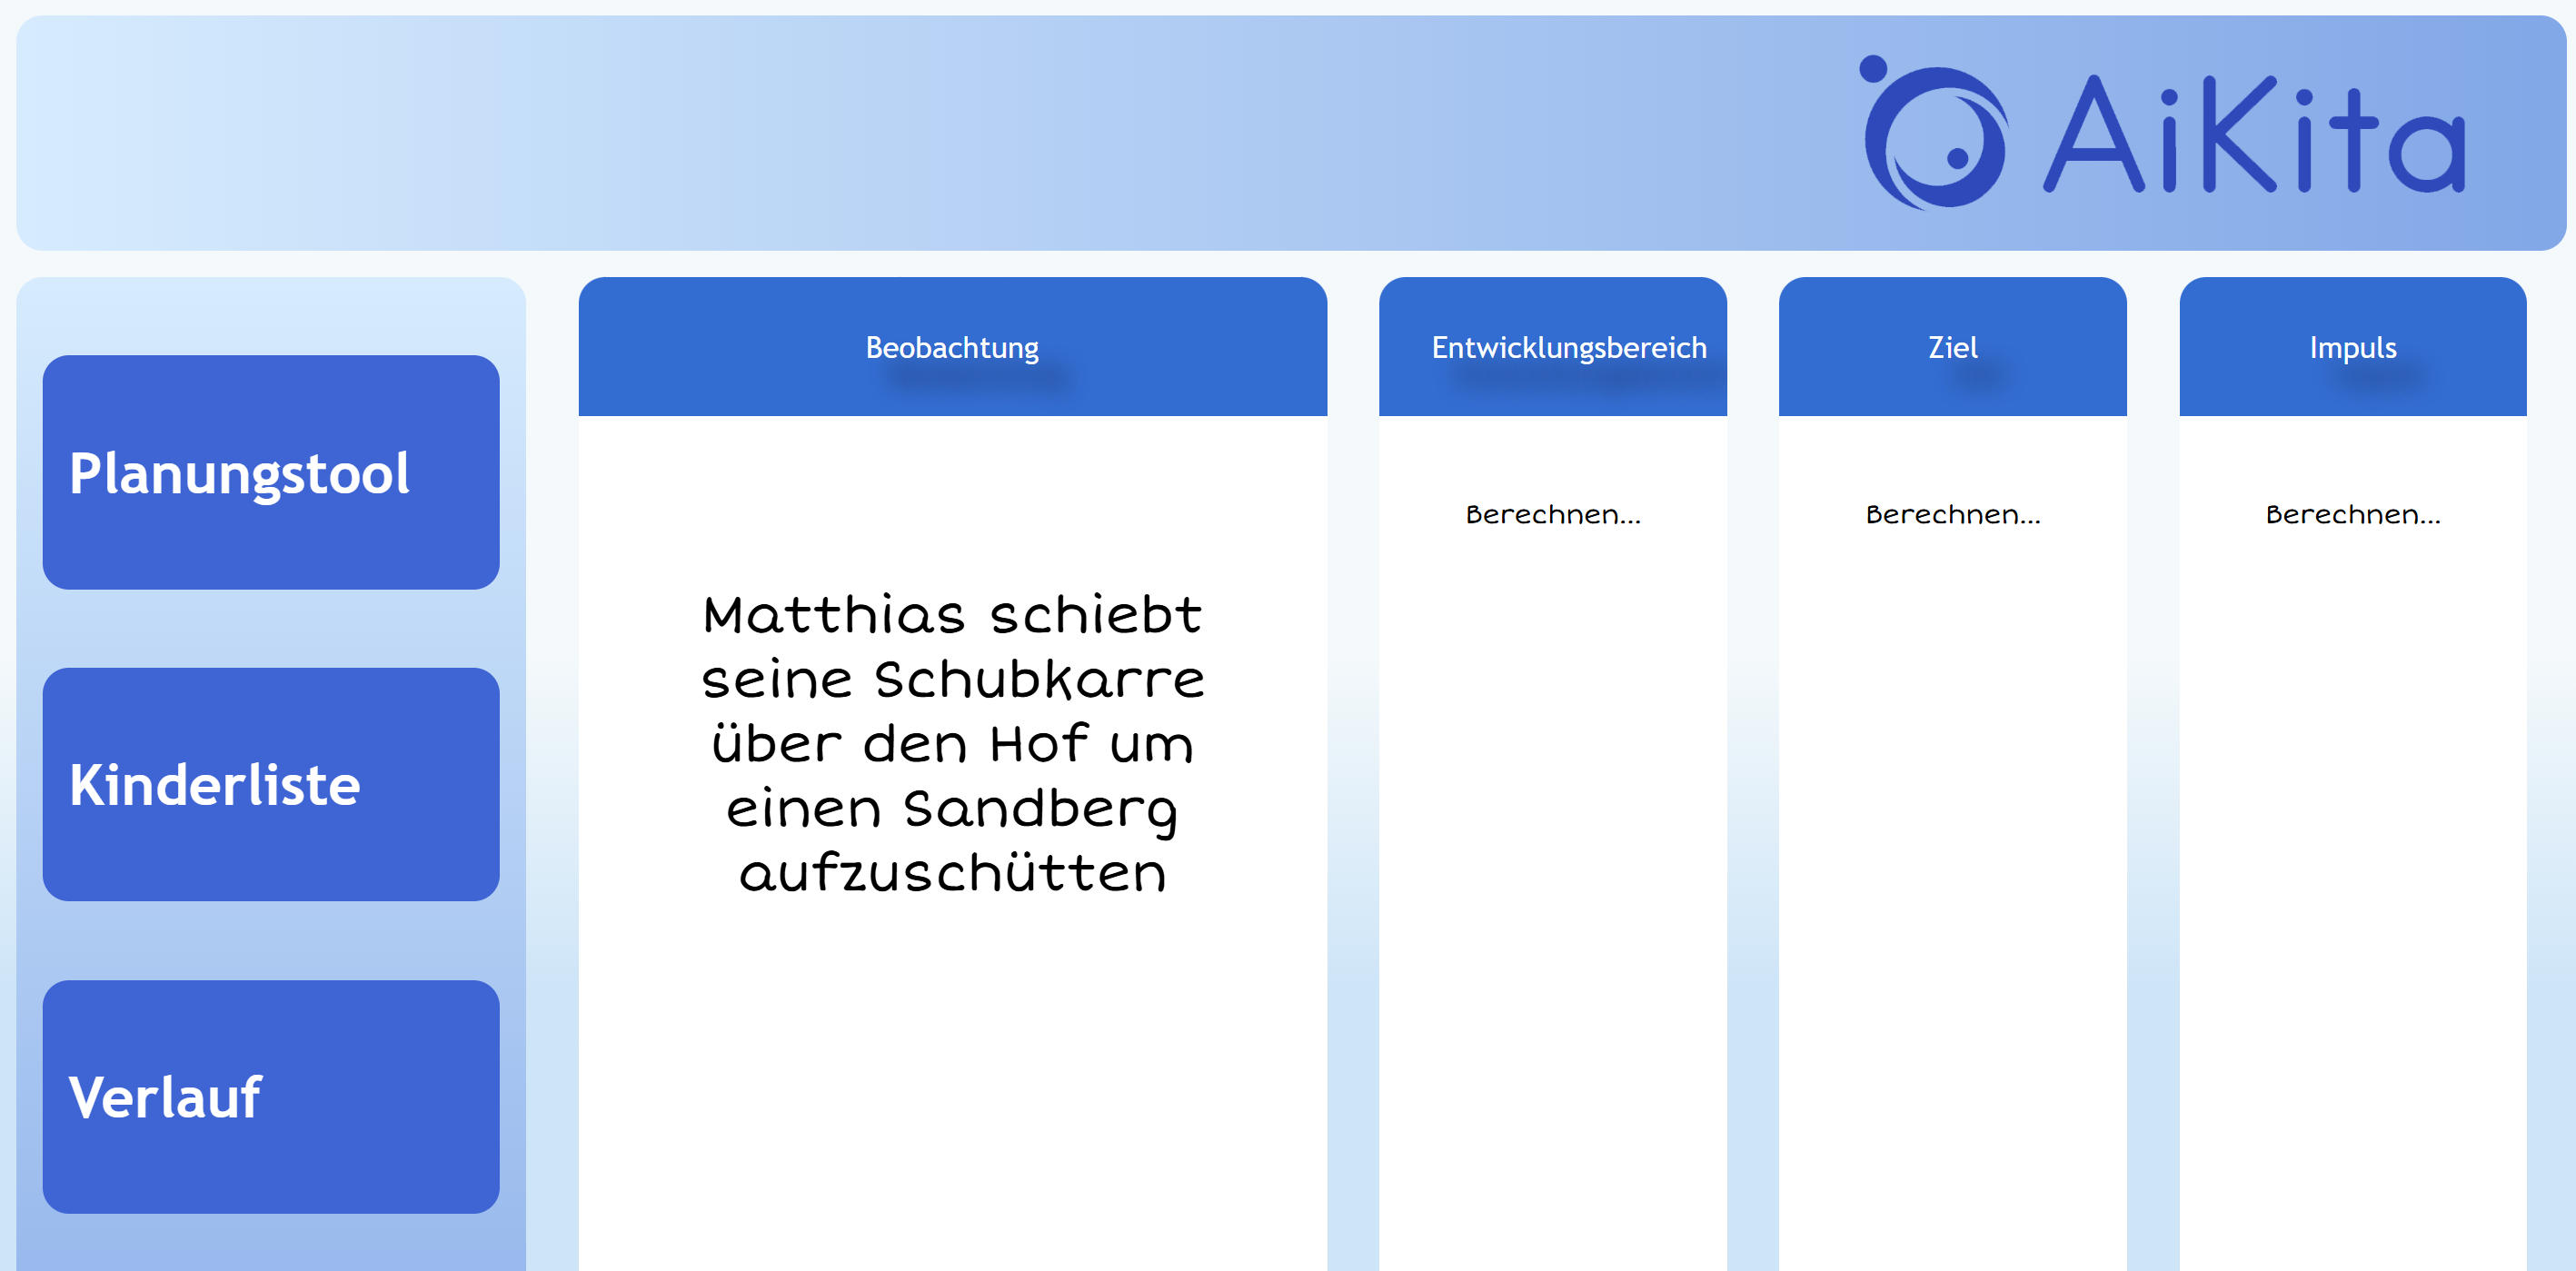 AiKita
Planungstool
Kinderliste
Verlauf
Beobachtung
Matthias schiebt
seine Schubkarre
über den Hof um
einen Sandberg
aufzuschütten
Entwicklungsbereich
Berechnen...
Ziel
Berechnen...
Impuls
Berechnen...